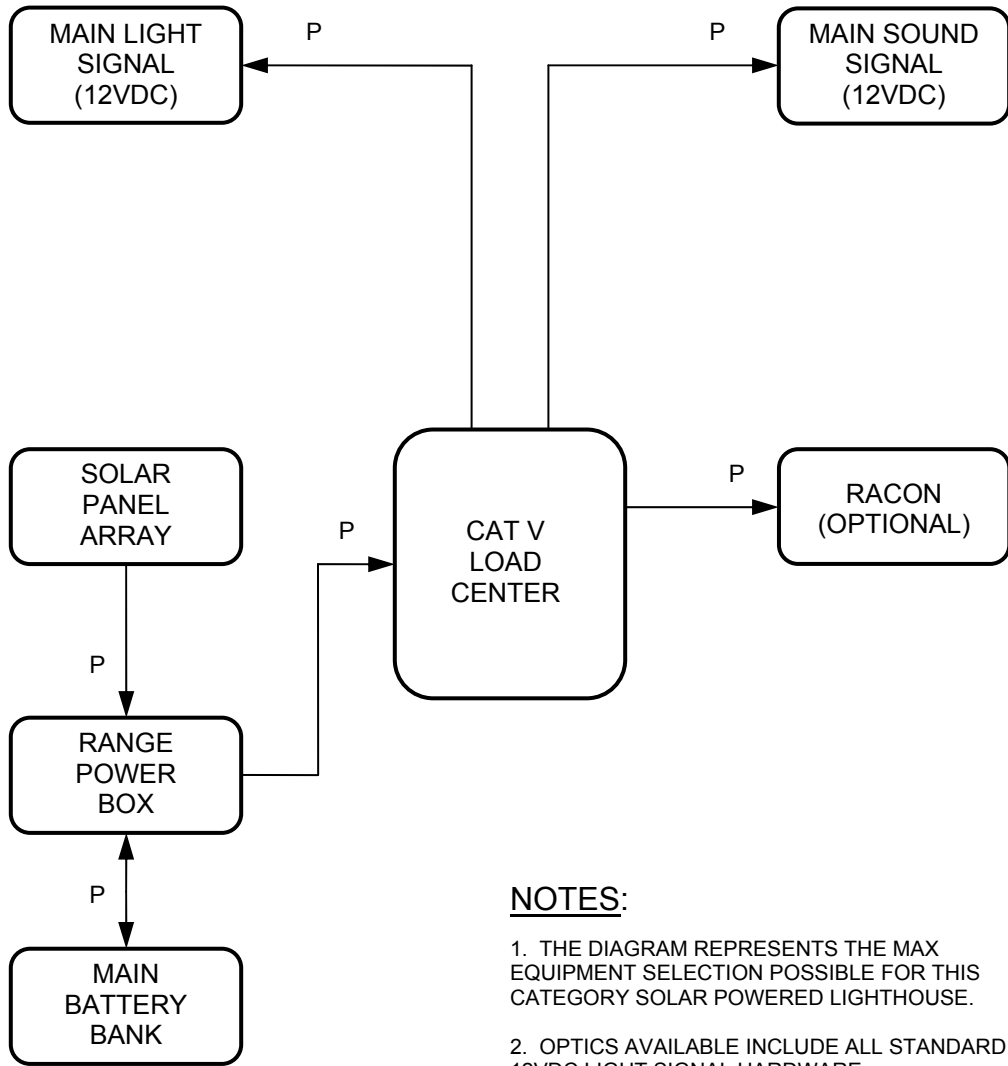 MAIN LIGHT
SIGNAL
(12VDC)
P
P
MAIN SOUND
SIGNAL
(12VDC)
SOLAR
PANEL
ARRAY
P
CAT V
LOAD
CENTER
P
RACON
(OPTIONAL)
P
RANGE
POWER
BOX
P
MAIN
BATTERY
BANK
NOTES:
1. THE DIAGRAM REPRESENTS THE MAX
EQUIPMENT SELECTION POSSIBLE FOR THIS
CATEGORY SOLAR POWERED LIGHTHOUSE.
2. OPTICS AVAILABLE INCLUDE ALL STANDARD